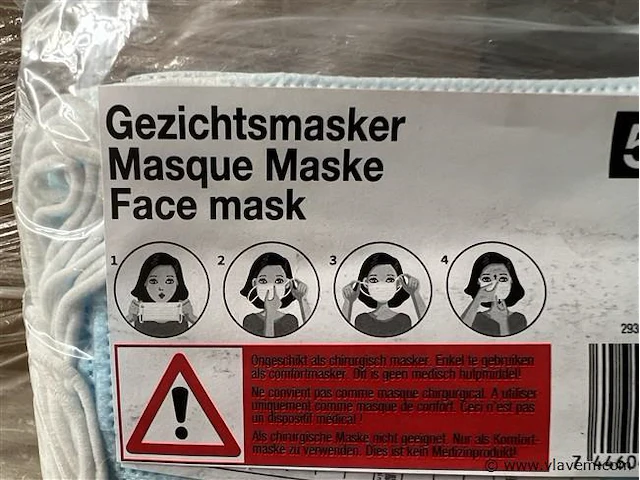 Gezichtsmasker
Masque Maske
Face mask
5
1 2 3 4
293
Ongeschikt als chirurgisch masker. Enkel te gebruiken
als comfortmasker. Dit is geen medisch hulpmiddel!
Ne convient pas comme masque chirgurgical. A utiliser
uniquement comme masque de confort. Ceci n'est pas
un dispositif médical !
Als chirurgische Maske nicht geeignet. Nur als Komfort-
maske zu verwenden. Dies ist kein Medizinprodukt!
7 4460
© www.vlavem.com